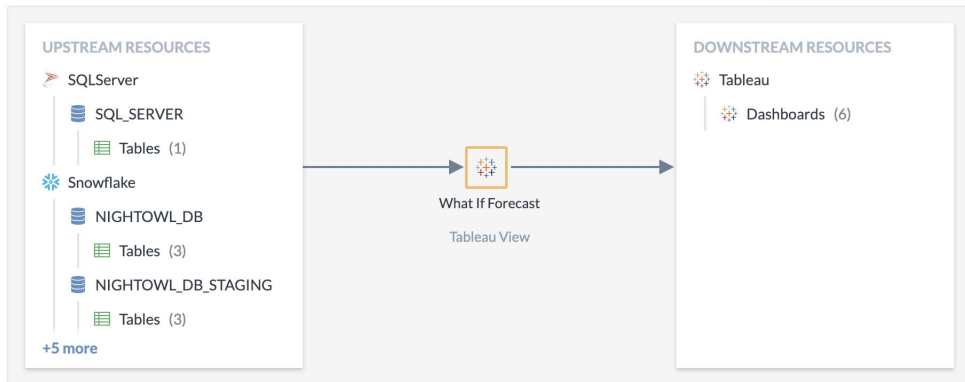 UPSTREAM RESOURCES
SQLServer
SQL_SERVER
Tables (1)
Snowflake
NIGHTOWL_DB
Tables (3)
NIGHTOWL_DB_STAGING
Tables (3)
+5 more
What If Forecast
Tableau View
DOWNSTREAM RESOURCES
Tableau
Dashboards (6)